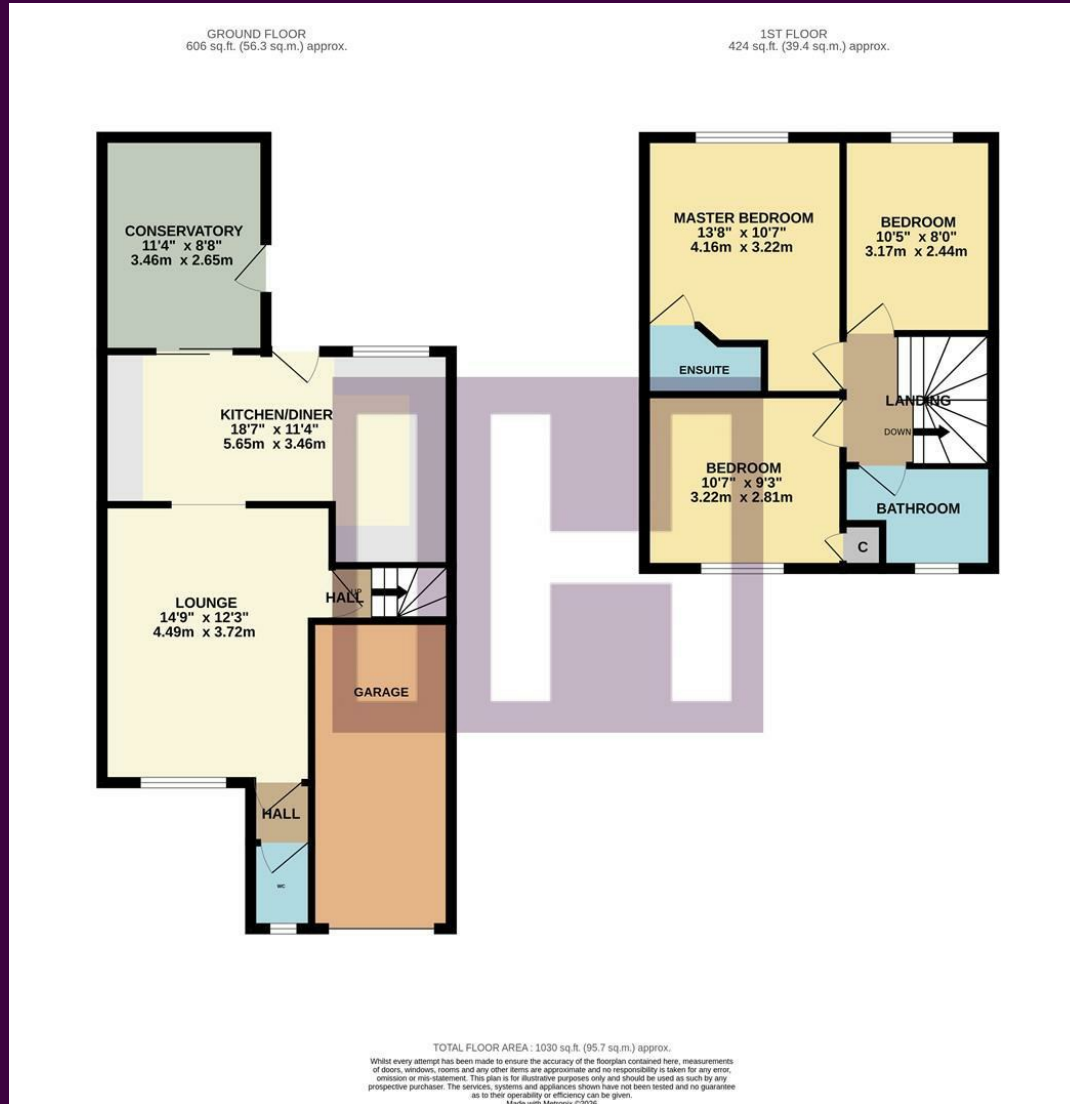 GROUND FLOOR
606 sq.ft. (56.3 sq.m.) approx.
1ST FLOOR
424 sq.ft. (39.4 sq.m.) approx.
CONSERVATORY
11'4" x 8'8"
3.46m x 2.65m
KITCHEN/DINER
18'7" x 11'4"
5.65m x 3.46m
LOUNGE
14'9" x 12'3"
4.49m x 3.72m
HALL
UP
GARAGE
HALL
WC
MASTER BEDROOM
13'8" x 10'7"
4.16m x 3.22m
BEDROOM
10'5" x 8'0"
3.17m x 2.44m
ENSUITE
LANDING
DOWN
BEDROOM
10'7" x 9'3"
3.22m x 2.81m
BATHROOM
C
H
TOTAL FLOOR AREA : 1030 sq.ft. (95.7 sq.m.) approx.
Whilst every attempt has been made to ensure the accuracy of the floorplan contained here, measurements
of doors, windows, rooms and any other items are approximate and no responsibility is taken for any error,
omission or mis-statement. This plan is for illustrative purposes only and should be used as such by any
prospective purchaser. The services, systems and appliances shown have not been tested and no guarantee
as to their operability or efficiency can be given.
Made with Metropix ©2026